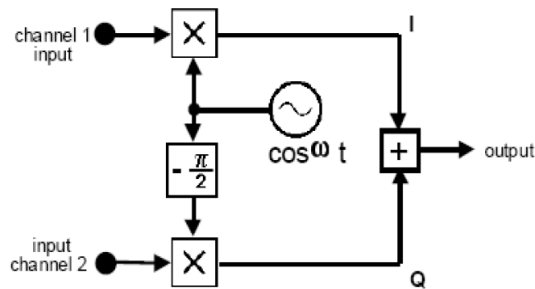 I
channel 1
input
×
cos ω t
- π/2
+
output
input
channel 2
×
Q